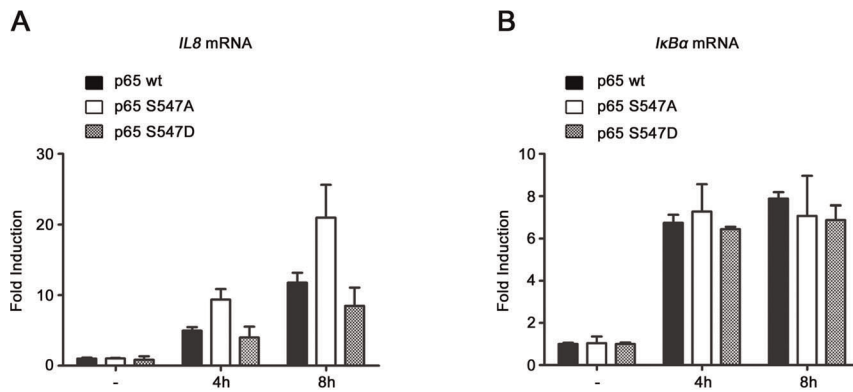 A
IL8 mRNA
p65 wt
p65 S547A
p65 S547D
Fold Induction
30
20
10
0
-
4h
8h
B
IκBα mRNA
p65 wt
p65 S547A
p65 S547D
Fold Induction
10
8
6
4
2
0
-
4h
8h